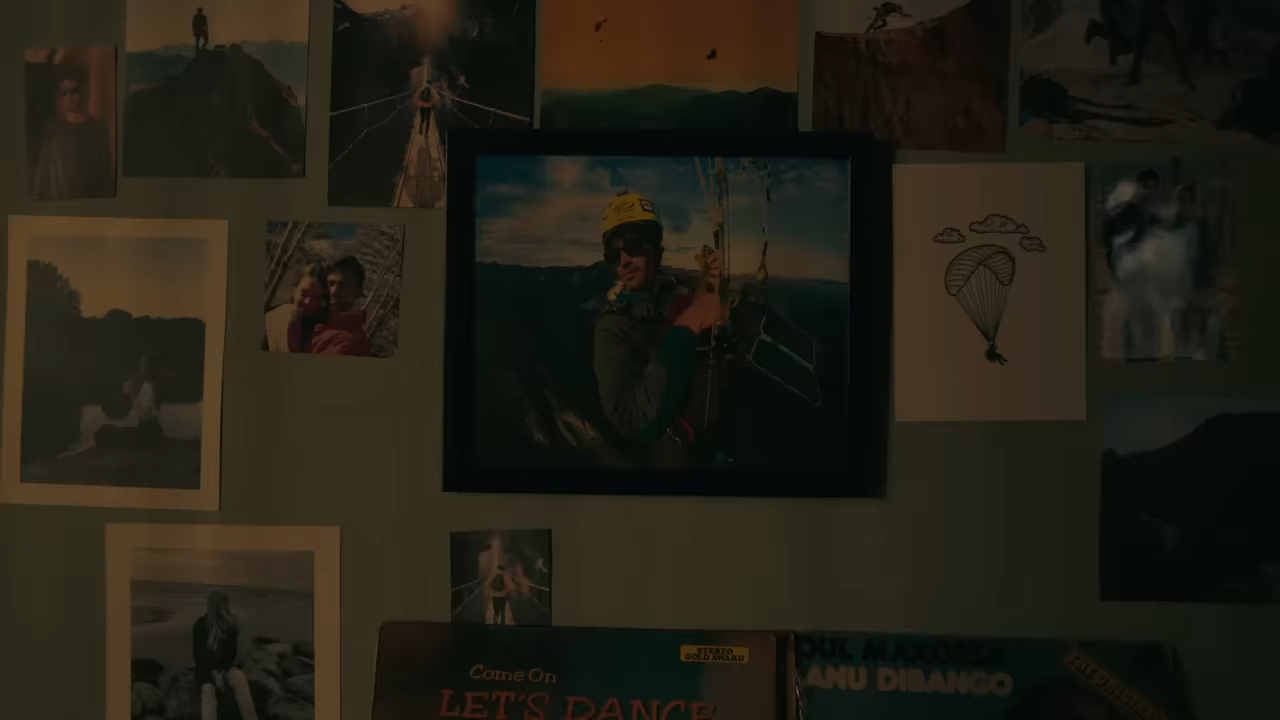 STEREO
GOLD AWARD
Come On
LET'S DANCE
ANU DIBANGO